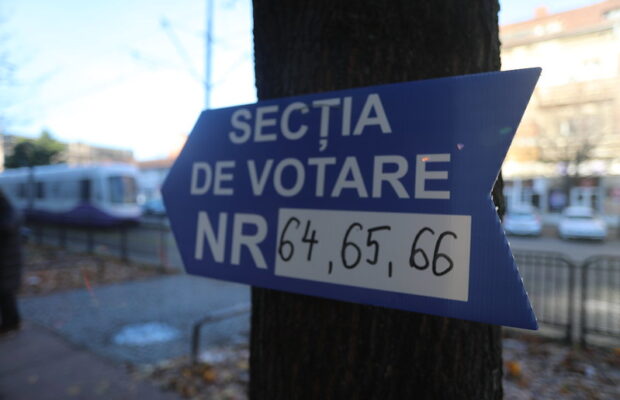 SECȚIA
DE VOTARE
NR 64, 65, 66